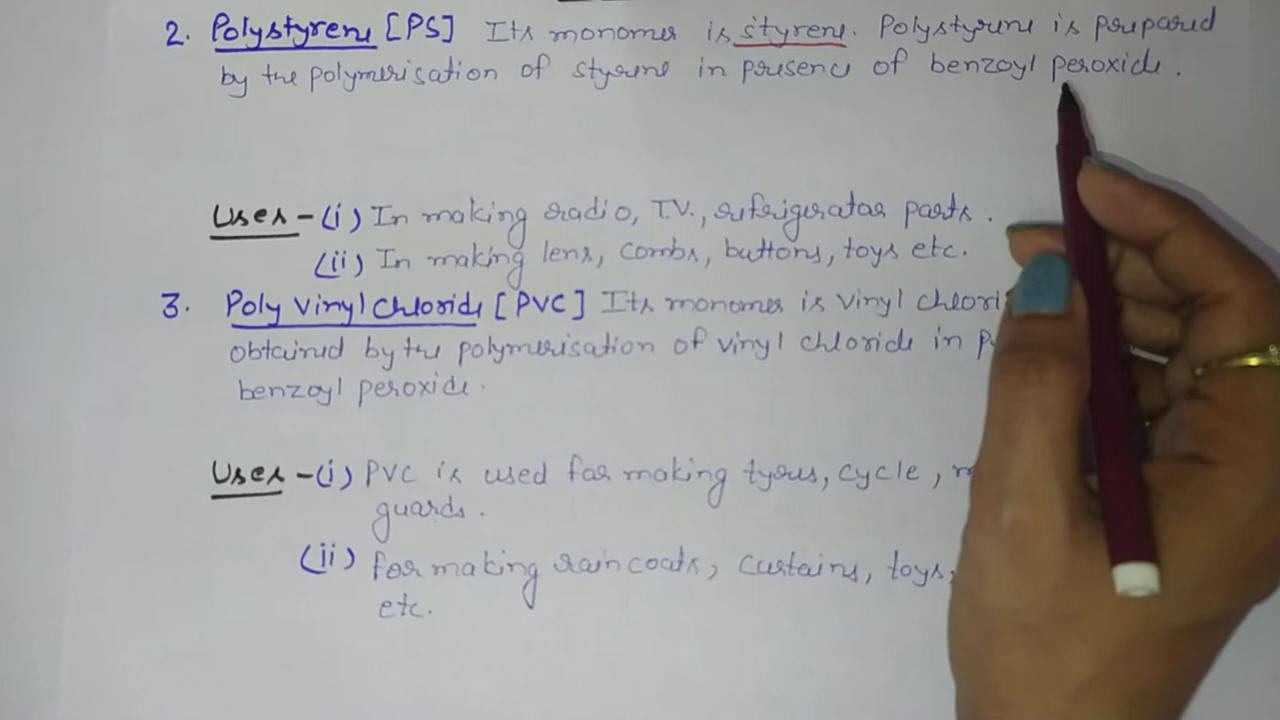 2. Polystyrene [PS] Its monomer is styrene. Polystyrene is prepared
by the polymerisation of styrene in presence of benzoyl peroxide.
Uses - (i) In making radio, T.V., refrigerator parts.
(ii) In making lens, combs, buttons, toys etc.
3. Poly Vinyl Chloride [PVC] Its monomer is vinyl
obtained by the polymerisation of vinyl chloride in
benzoyl peroxide.
Uses - (i) PVC is used for making tyres, cycle,
guards.
(ii) for making rain coats, curtains, toys,
etc.